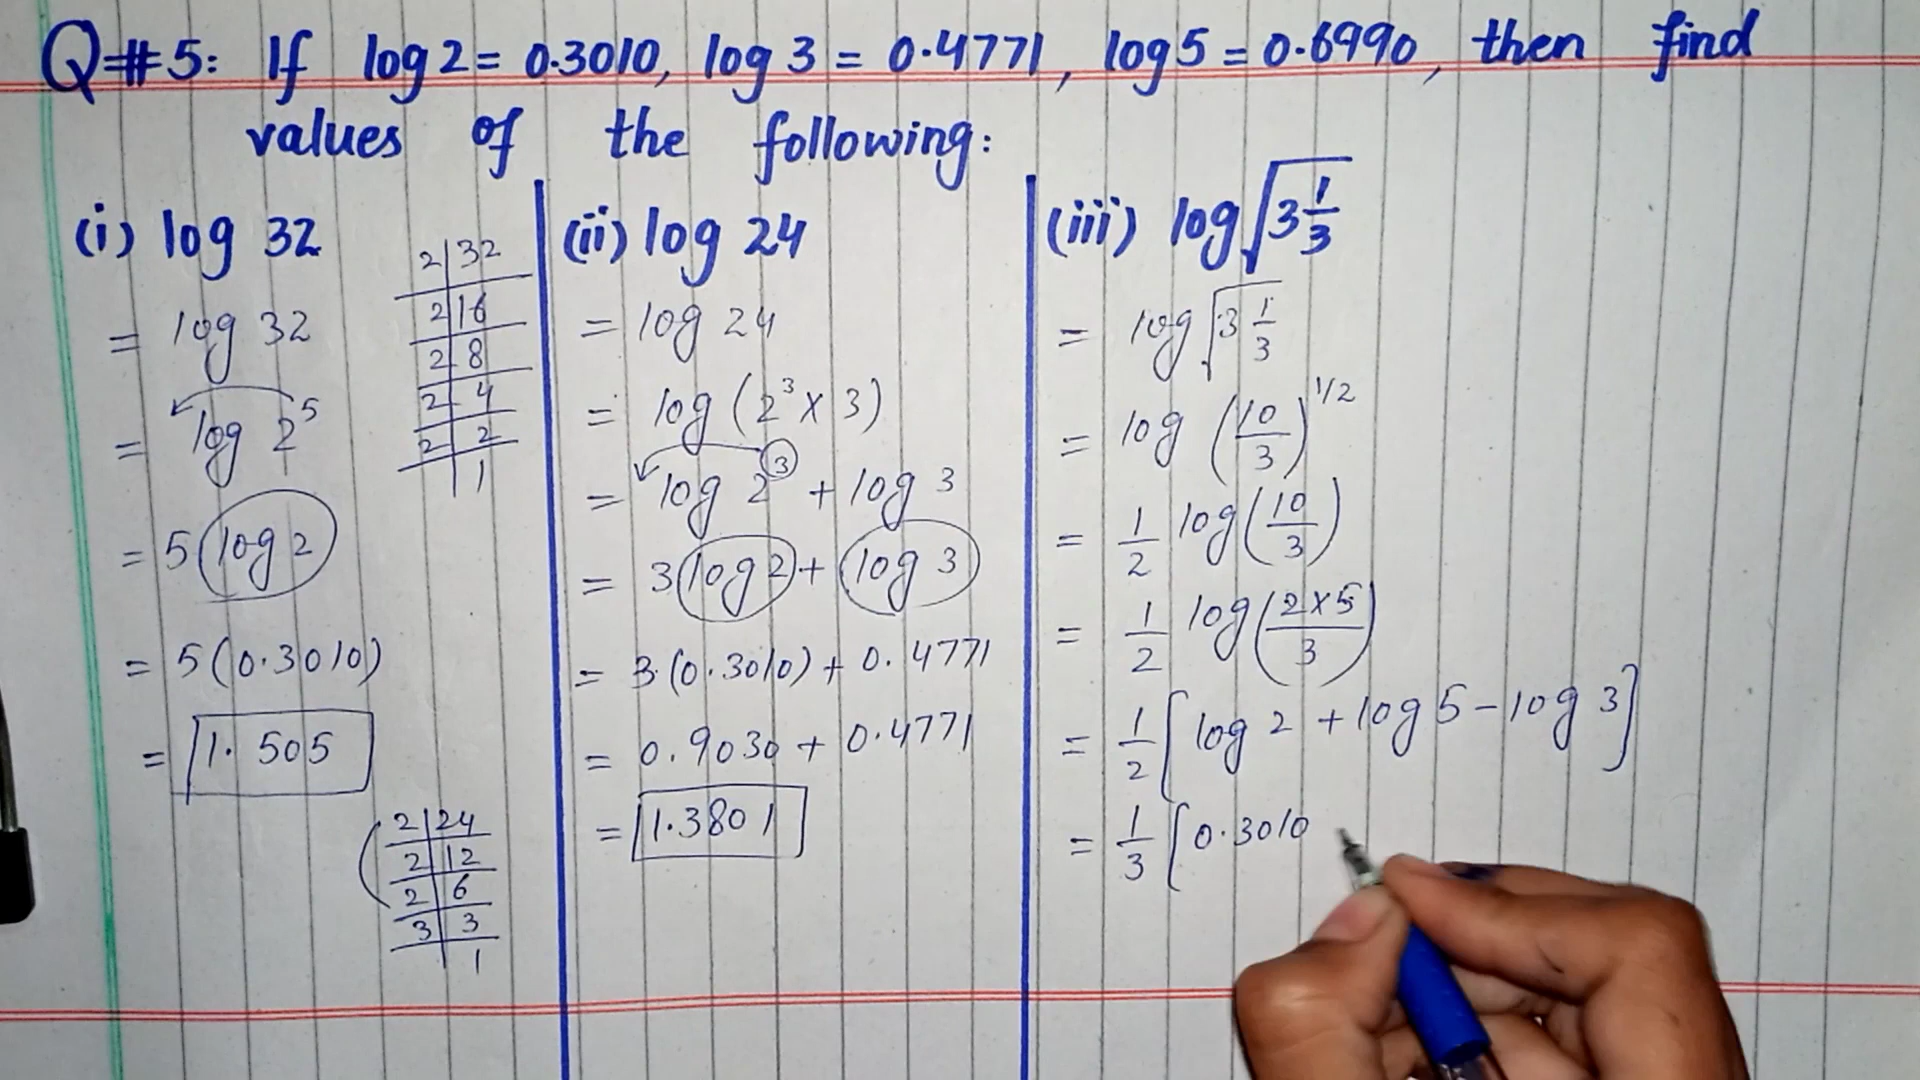 Q#5: If log 2 = 0.3010, log 3 = 0.4771, log 5 = 0.6990, then find
values of the following:
(i) log 32
= log 32
= log 2⁵
= 5 log 2
= 5(0.3010)
= 1.505
2 | 32
2 | 16
2 | 8
2 | 4
2 | 2
1
2 | 24
2 | 12
2 | 6
3 | 3
1
(ii) log 24
= log 24
= log (2³ × 3)
= log 2³ + log 3
= 3 log 2 + log 3
= 3(0.3010) + 0.4771
= 0.9030 + 0.4771
= 1.3801
(iii) log √3 1/3
= log √3 1/3
= log (10/3)^1/2
= 1/2 log (10/3)
= 1/2 log (2×5/3)
= 1/2 [log 2 + log 5 - log 3]
= 1/3 [0.3010